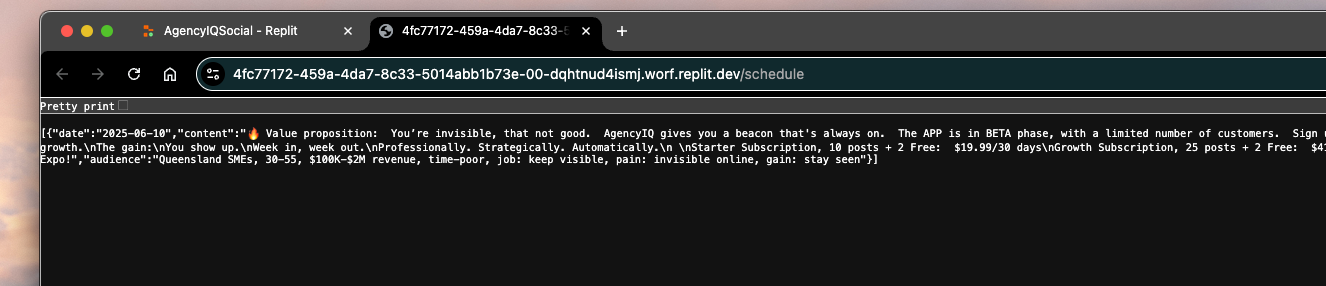 AgencyIQSocial - Replit
4fc77172-459a-4da7-8c33-5
4fc77172-459a-4da7-8c33-5014abb1b73e-00-dqhtnud4ismj.worf.replit.dev/schedule
Pretty print
[{"date":"2025-06-10","content":"🔥 Value proposition:  You’re invisible, that not good.  AgencyIQ gives you a beacon that's always on.  The APP is in BETA phase, with a limited number of customers.  Sign
growth.\nThe gain:\nYou show up.\nWeek in, week out.\nProfessionally. Strategically. Automatically.\n \nStarter Subscription, 10 posts + 2 Free:  $19.99/30 days\nGrowth Subscription, 25 posts + 2 Free:
Expo!","audience":"Queensland SMEs, 30–55, $100K–$2M revenue, time-poor, job: keep visible, pain: invisible online, gain: stay seen"}]